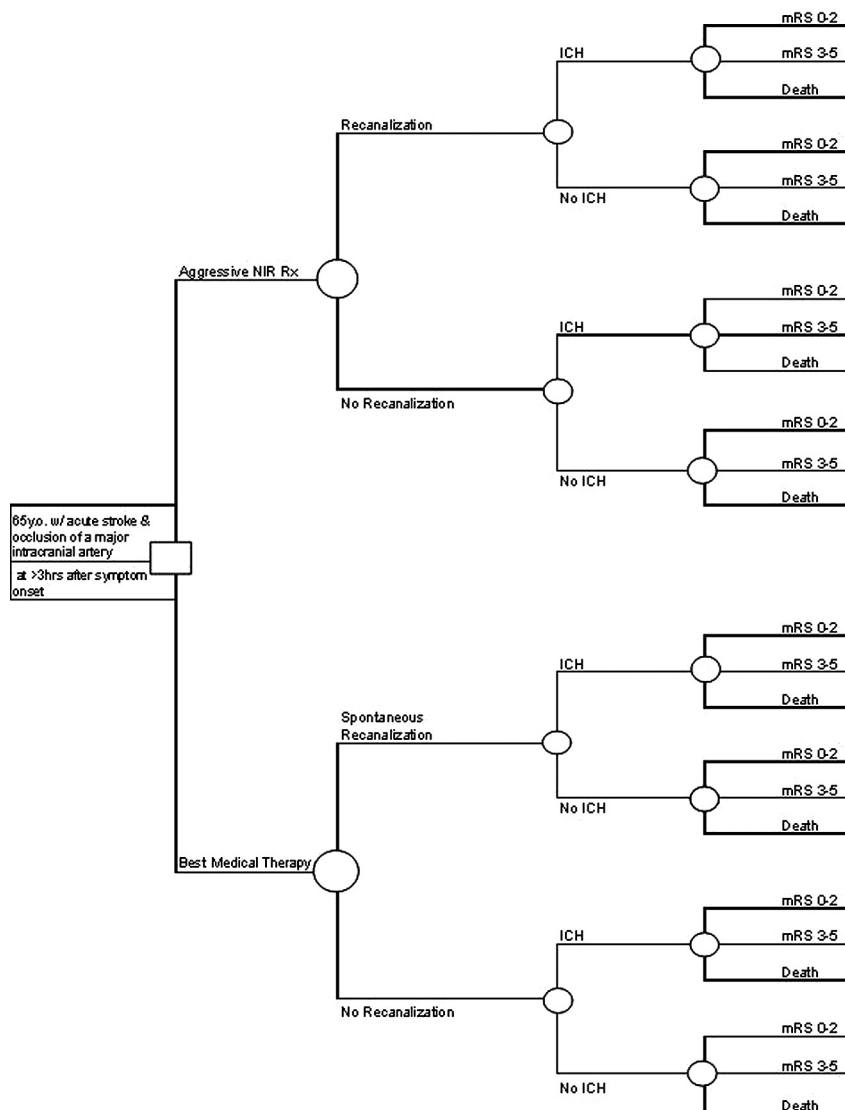 mRS 0-2
ICH
mRS 3-5
Death
Recanalization
mRS 0-2
mRS 3-5
No ICH
Death
Aggressive NIR Rx
mRS 0-2
ICH
mRS 3-5
Death
No Recanalization
mRS 0-2
mRS 3-5
No ICH
Death
65y.o. w/ acute stroke &
occlusion of a major
intracranial artery
at >3hrs after symptom
onset
mRS 0-2
ICH
mRS 3-5
Death
Spontaneous
Recanalization
mRS 0-2
mRS 3-5
No ICH
Death
Best Medical Therapy
mRS 0-2
ICH
mRS 3-5
Death
No Recanalization
mRS 0-2
mRS 3-5
No ICH
Death